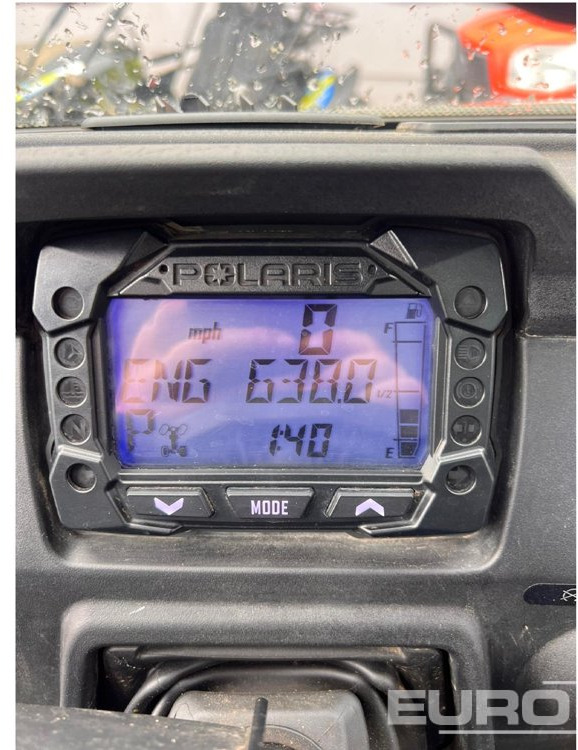 POLARIS
0
mph
F
ENG 638.0
1/2
P
1:40
E
MODE
EURO